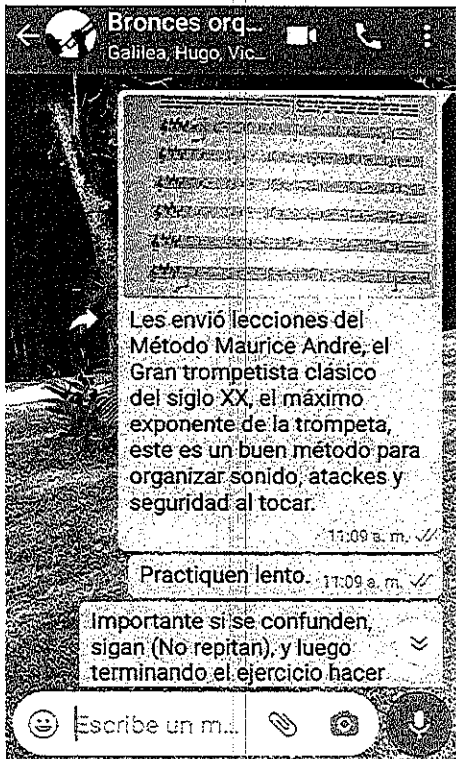 Bronces orq...
Galilea, Hugo, Vic...
Les envió lecciones del
Método Maurice Andre, el
Gran trompetista clásico
del siglo XX, el máximo
exponente de la trompeta,
este es un buen método para
organizar sonido, atackes y
seguridad al tocar.
11:09 a. m.
Practiquen lento. 11:09 a. m.
Importante si se confunden,
sigan (No repitan), y luego
terminando el ejercicio hacer
Escribe un m...